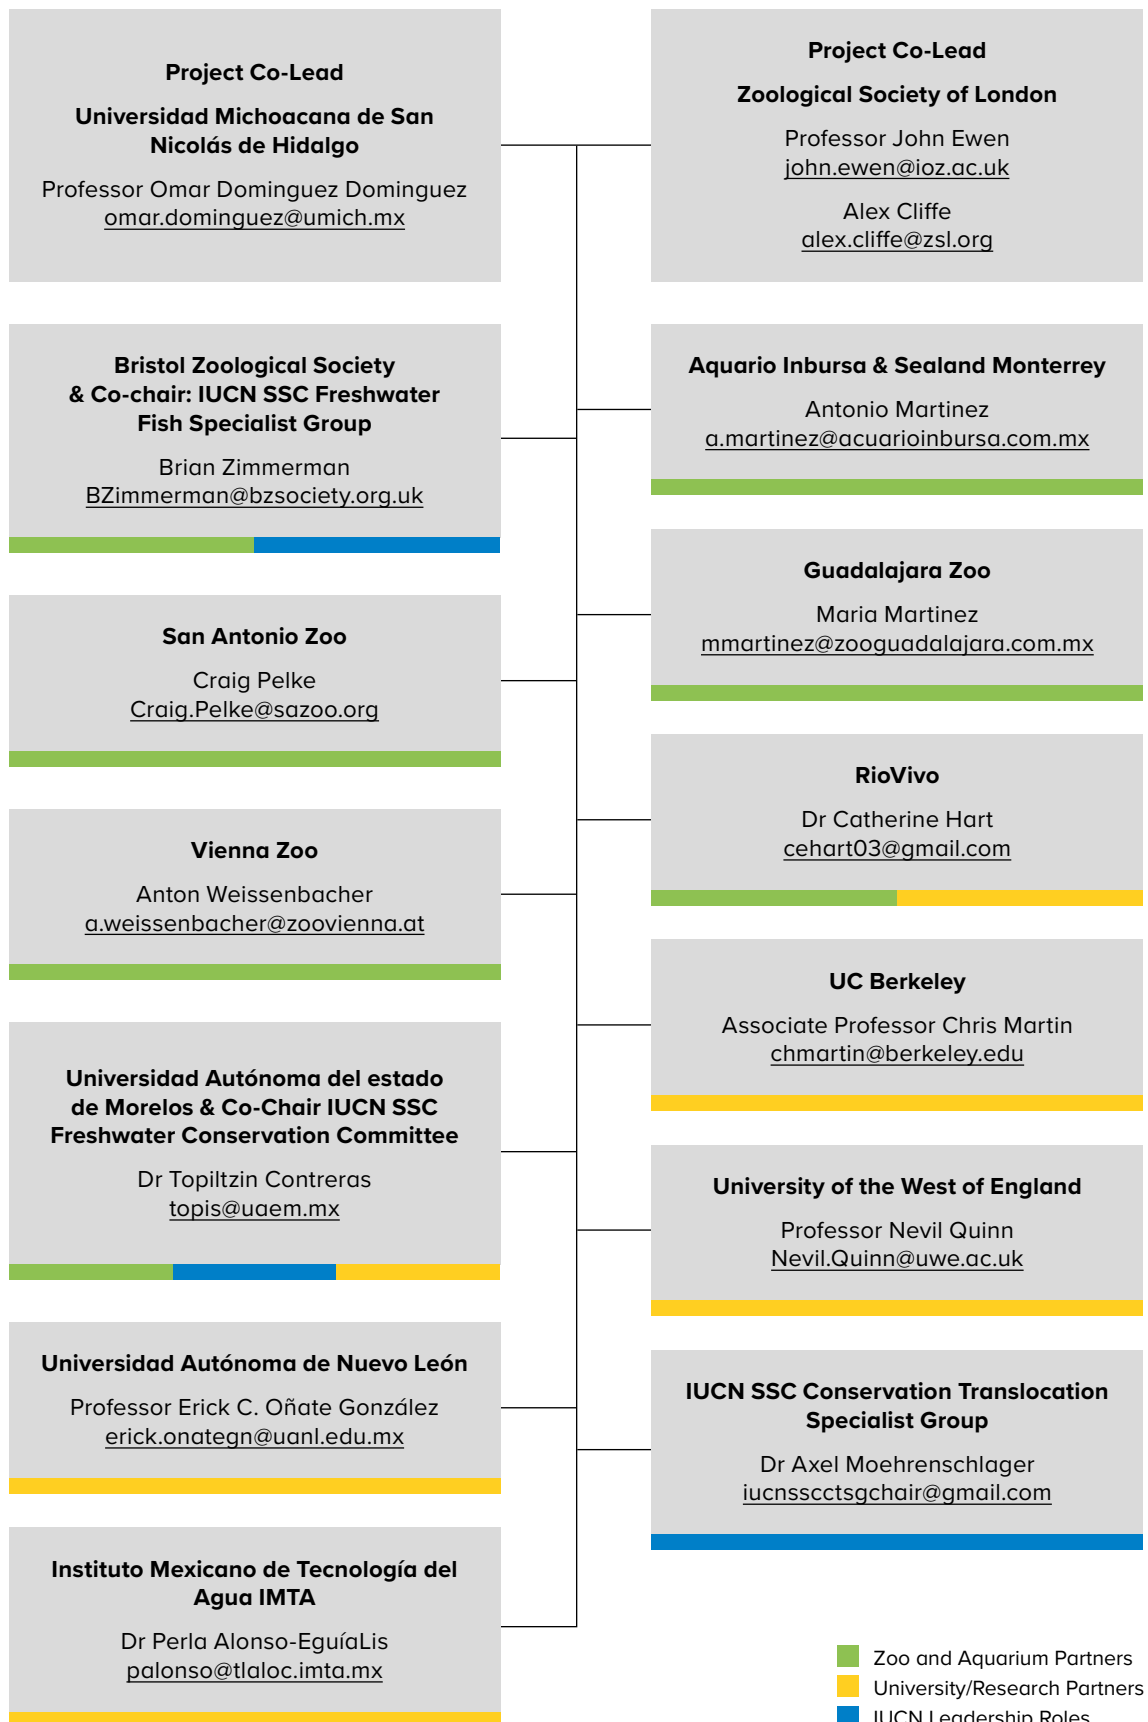 Project Co-Lead
Universidad Michoacana de San
Nicolás de Hidalgo
Professor Omar Dominguez Dominguez
omar.dominguez@umich.mx
Project Co-Lead
Zoological Society of London
Professor John Ewen
john.ewen@ioz.ac.uk
Alex Cliffe
alex.cliffe@zsl.org
Bristol Zoological Society
& Co-chair: IUCN SSC Freshwater
Fish Specialist Group
Brian Zimmerman
BZimmerman@bzsociety.org.uk
Aquario Inbursa & Sealand Monterrey
Antonio Martinez
a.martinez@acuarioinbursa.com.mx
Guadalajara Zoo
Maria Martinez
mmartinez@zooguadalajara.com.mx
San Antonio Zoo
Craig Pelke
Craig.Pelke@sazoo.org
RioVivo
Dr Catherine Hart
cehart03@gmail.com
Vienna Zoo
Anton Weissenbacher
a.weissenbacher@zoovienna.at
UC Berkeley
Associate Professor Chris Martin
chmartin@berkeley.edu
Universidad Autónoma del estado
de Morelos & Co-Chair IUCN SSC
Freshwater Conservation Committee
Dr Topiltzin Contreras
topis@uaem.mx
University of the West of England
Professor Nevil Quinn
Nevil.Quinn@uwe.ac.uk
Universidad Autónoma de Nuevo León
Professor Erick C. Oñate González
erick.onategn@uanl.edu.mx
IUCN SSC Conservation Translocation
Specialist Group
Dr Axel Moehrenschlager
iucnsscctsgchair@gmail.com
Instituto Mexicano de Tecnología del
Agua IMTA
Dr Perla Alonso-EguíaLis
palonso@tlaloc.imta.mx
Zoo and Aquarium Partners
University/Research Partners
IUCN Leadership Roles